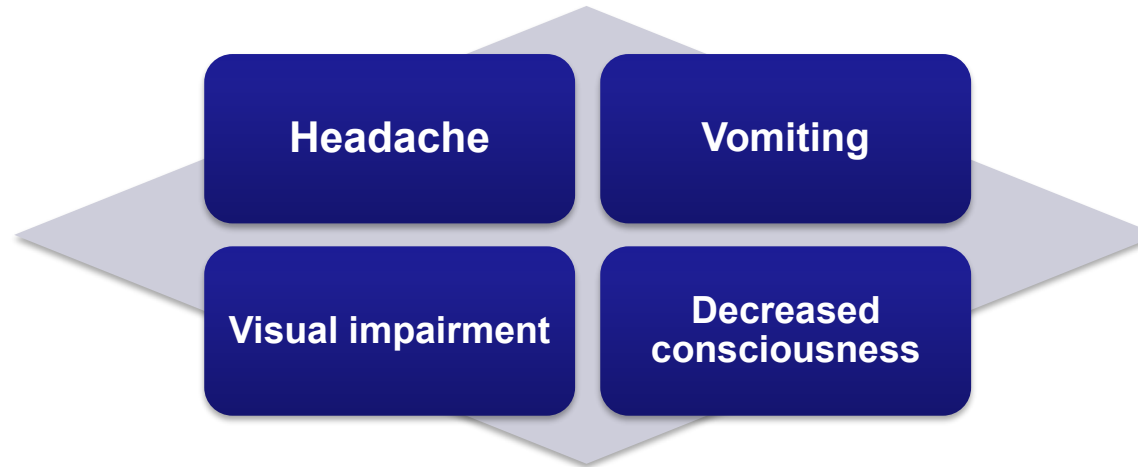 Headache
Vomiting
Visual impairment
Decreased
consciousness